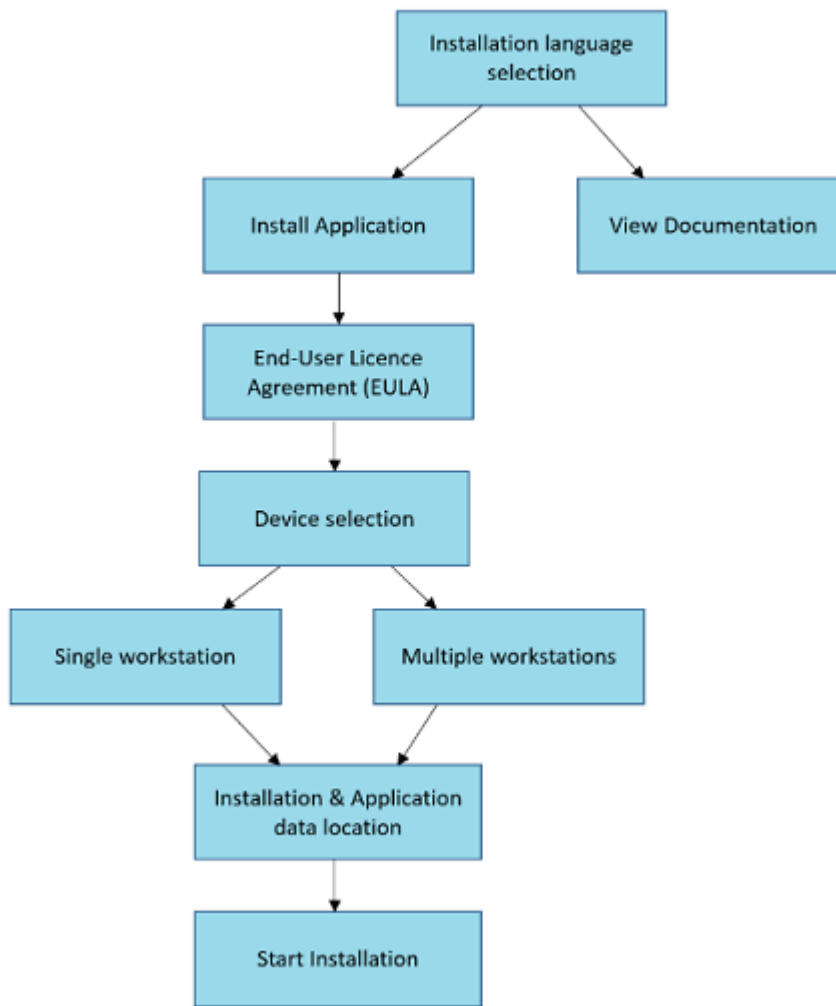 Installation language
selection
Install Application
View Documentation
End-User Licence
Agreement (EULA)
Device selection
Single workstation
Multiple workstations
Installation & Application
data location
Start Installation